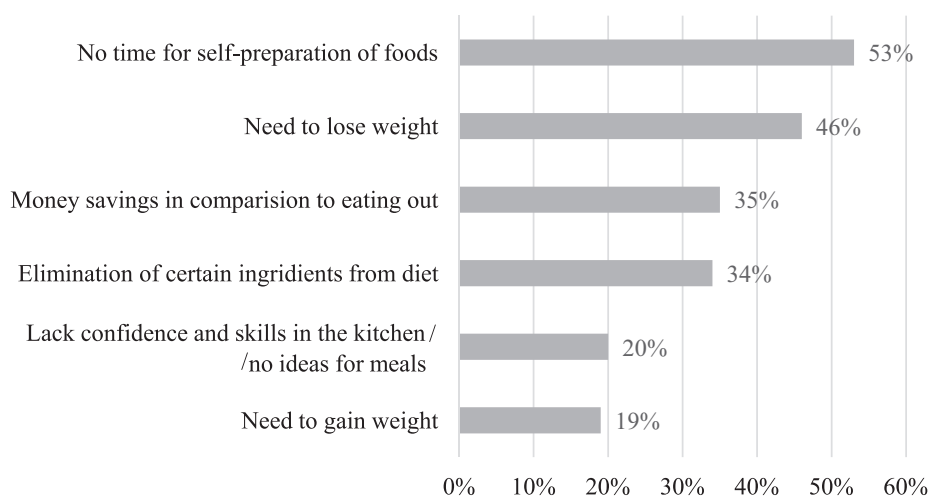 No time for self-preparation of foods
53%
Need to lose weight
46%
Money savings in comparision to eating out
35%
Elimination of certain ingridients from diet
34%
Lack confidence and skills in the kitchen /
/no ideas for meals
20%
Need to gain weight
19%
0% 10% 20% 30% 40% 50% 60%